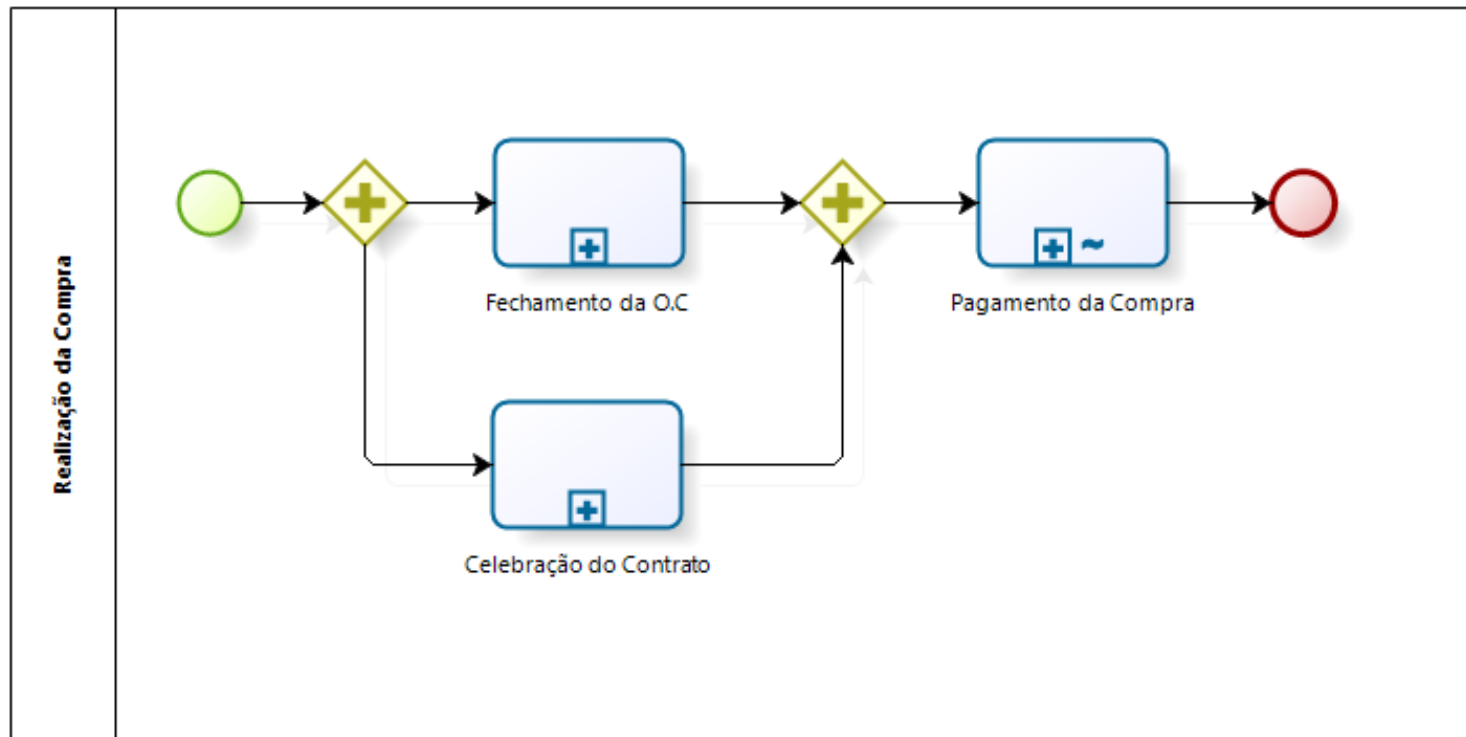 Realização da Compra
Fechamento da O.C
Pagamento da Compra
Celebração do Contrato